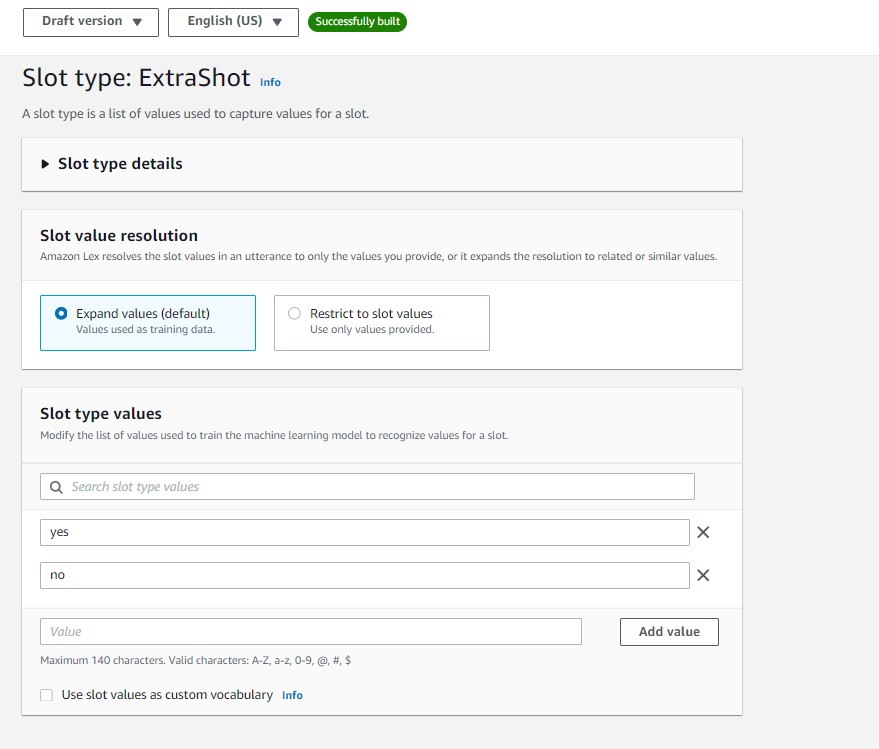 Draft version ▼ English (US) ▼ Successfully built
Slot type: ExtraShot Info
A slot type is a list of values used to capture values for a slot.
Slot type details
Slot value resolution
Amazon Lex resolves the slot values in an utterance to only the values you provide, or it expands the resolution to related or similar values.
Expand values (default) Restrict to slot values
Values used as training data. Use only values provided.
Slot type values
Modify the list of values used to train the machine learning model to recognize values for a slot.
Search slot type values
yes
no
Value Add value
Maximum 140 characters. Valid characters: A-Z, a-z, 0-9, @, #, $
Use slot values as custom vocabulary Info